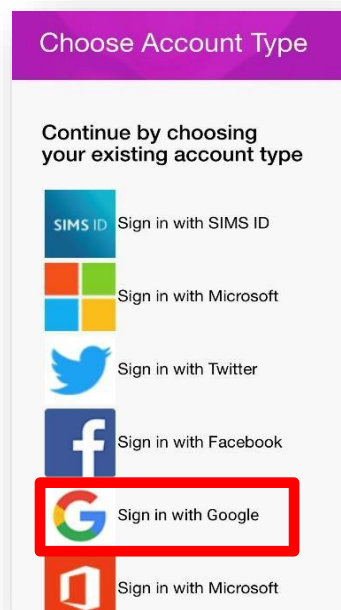 Choose Account Type
Continue by choosing
your existing account type
SIMS ID Sign in with SIMS ID
Sign in with Microsoft
Sign in with Twitter
Sign in with Facebook
Sign in with Google
Sign in with Microsoft